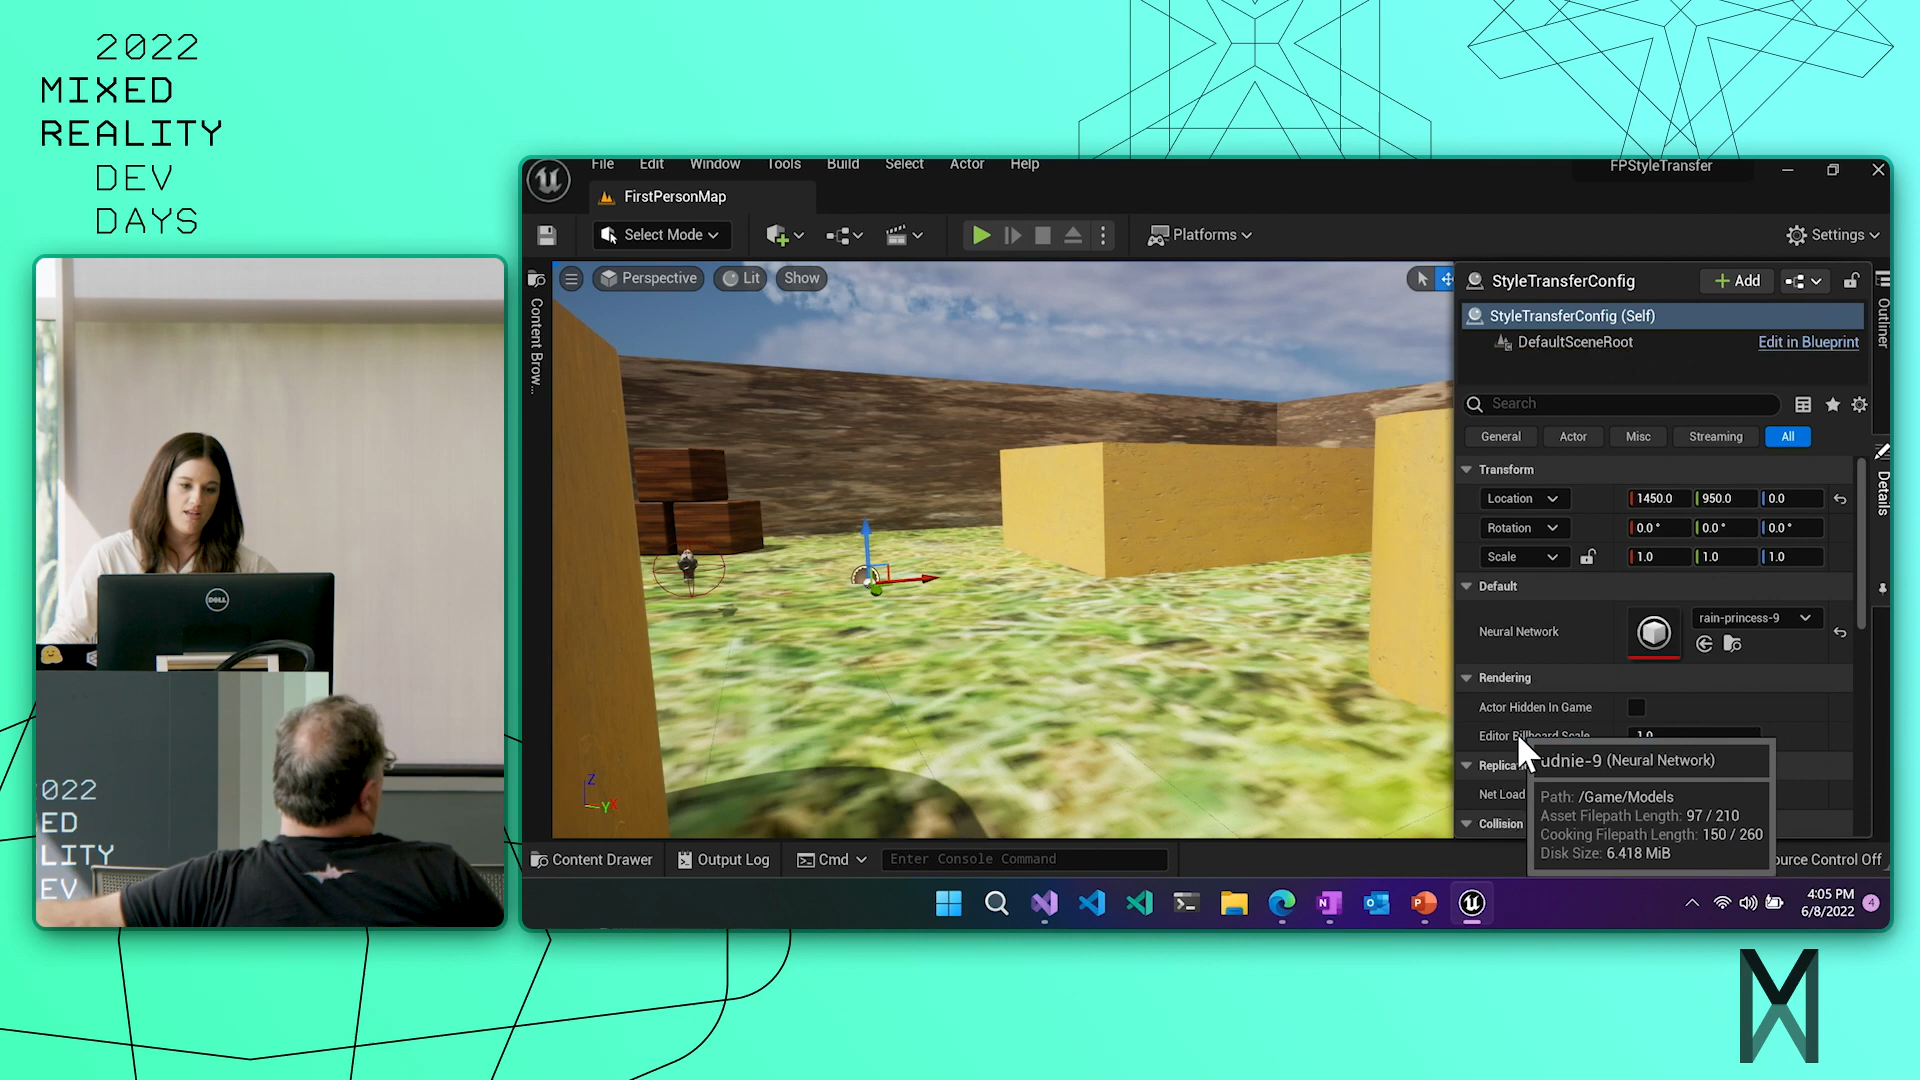 2022
MIXED
REALITY
DEV
DAYS
DELL
022
ED
LITY
EV
File Edit Window Tools Build Select Actor Help
FPStyleTransfer
FirstPersonMap
Select Mode
Platforms
Settings
Content Brow...
Perspective
Lit
Show
Z
Y
X
StyleTransferConfig
Add
StyleTransferConfig (Self)
DefaultSceneRoot
Edit in Blueprint
Search
General Actor Misc Streaming All
Transform
Location 1450.0 950.0 0.0
Rotation 0.0° 0.0° 0.0°
Scale 1.0 1.0 1.0
Default
Neural Network rain-princess-9
Rendering
Actor Hidden In Game
Editor Billboard Scale 1.0
Replica
Net Load
Collision
udnie-9 (Neural Network)
Path: /Game/Models
Asset Filepath Length: 97 / 210
Cooking Filepath Length: 150 / 260
Disk Size: 6.418 MiB
Outliner
Details
Content Drawer
Output Log
Cmd
Enter Console Command
ource Control Off
4:05 PM
6/8/2022
4